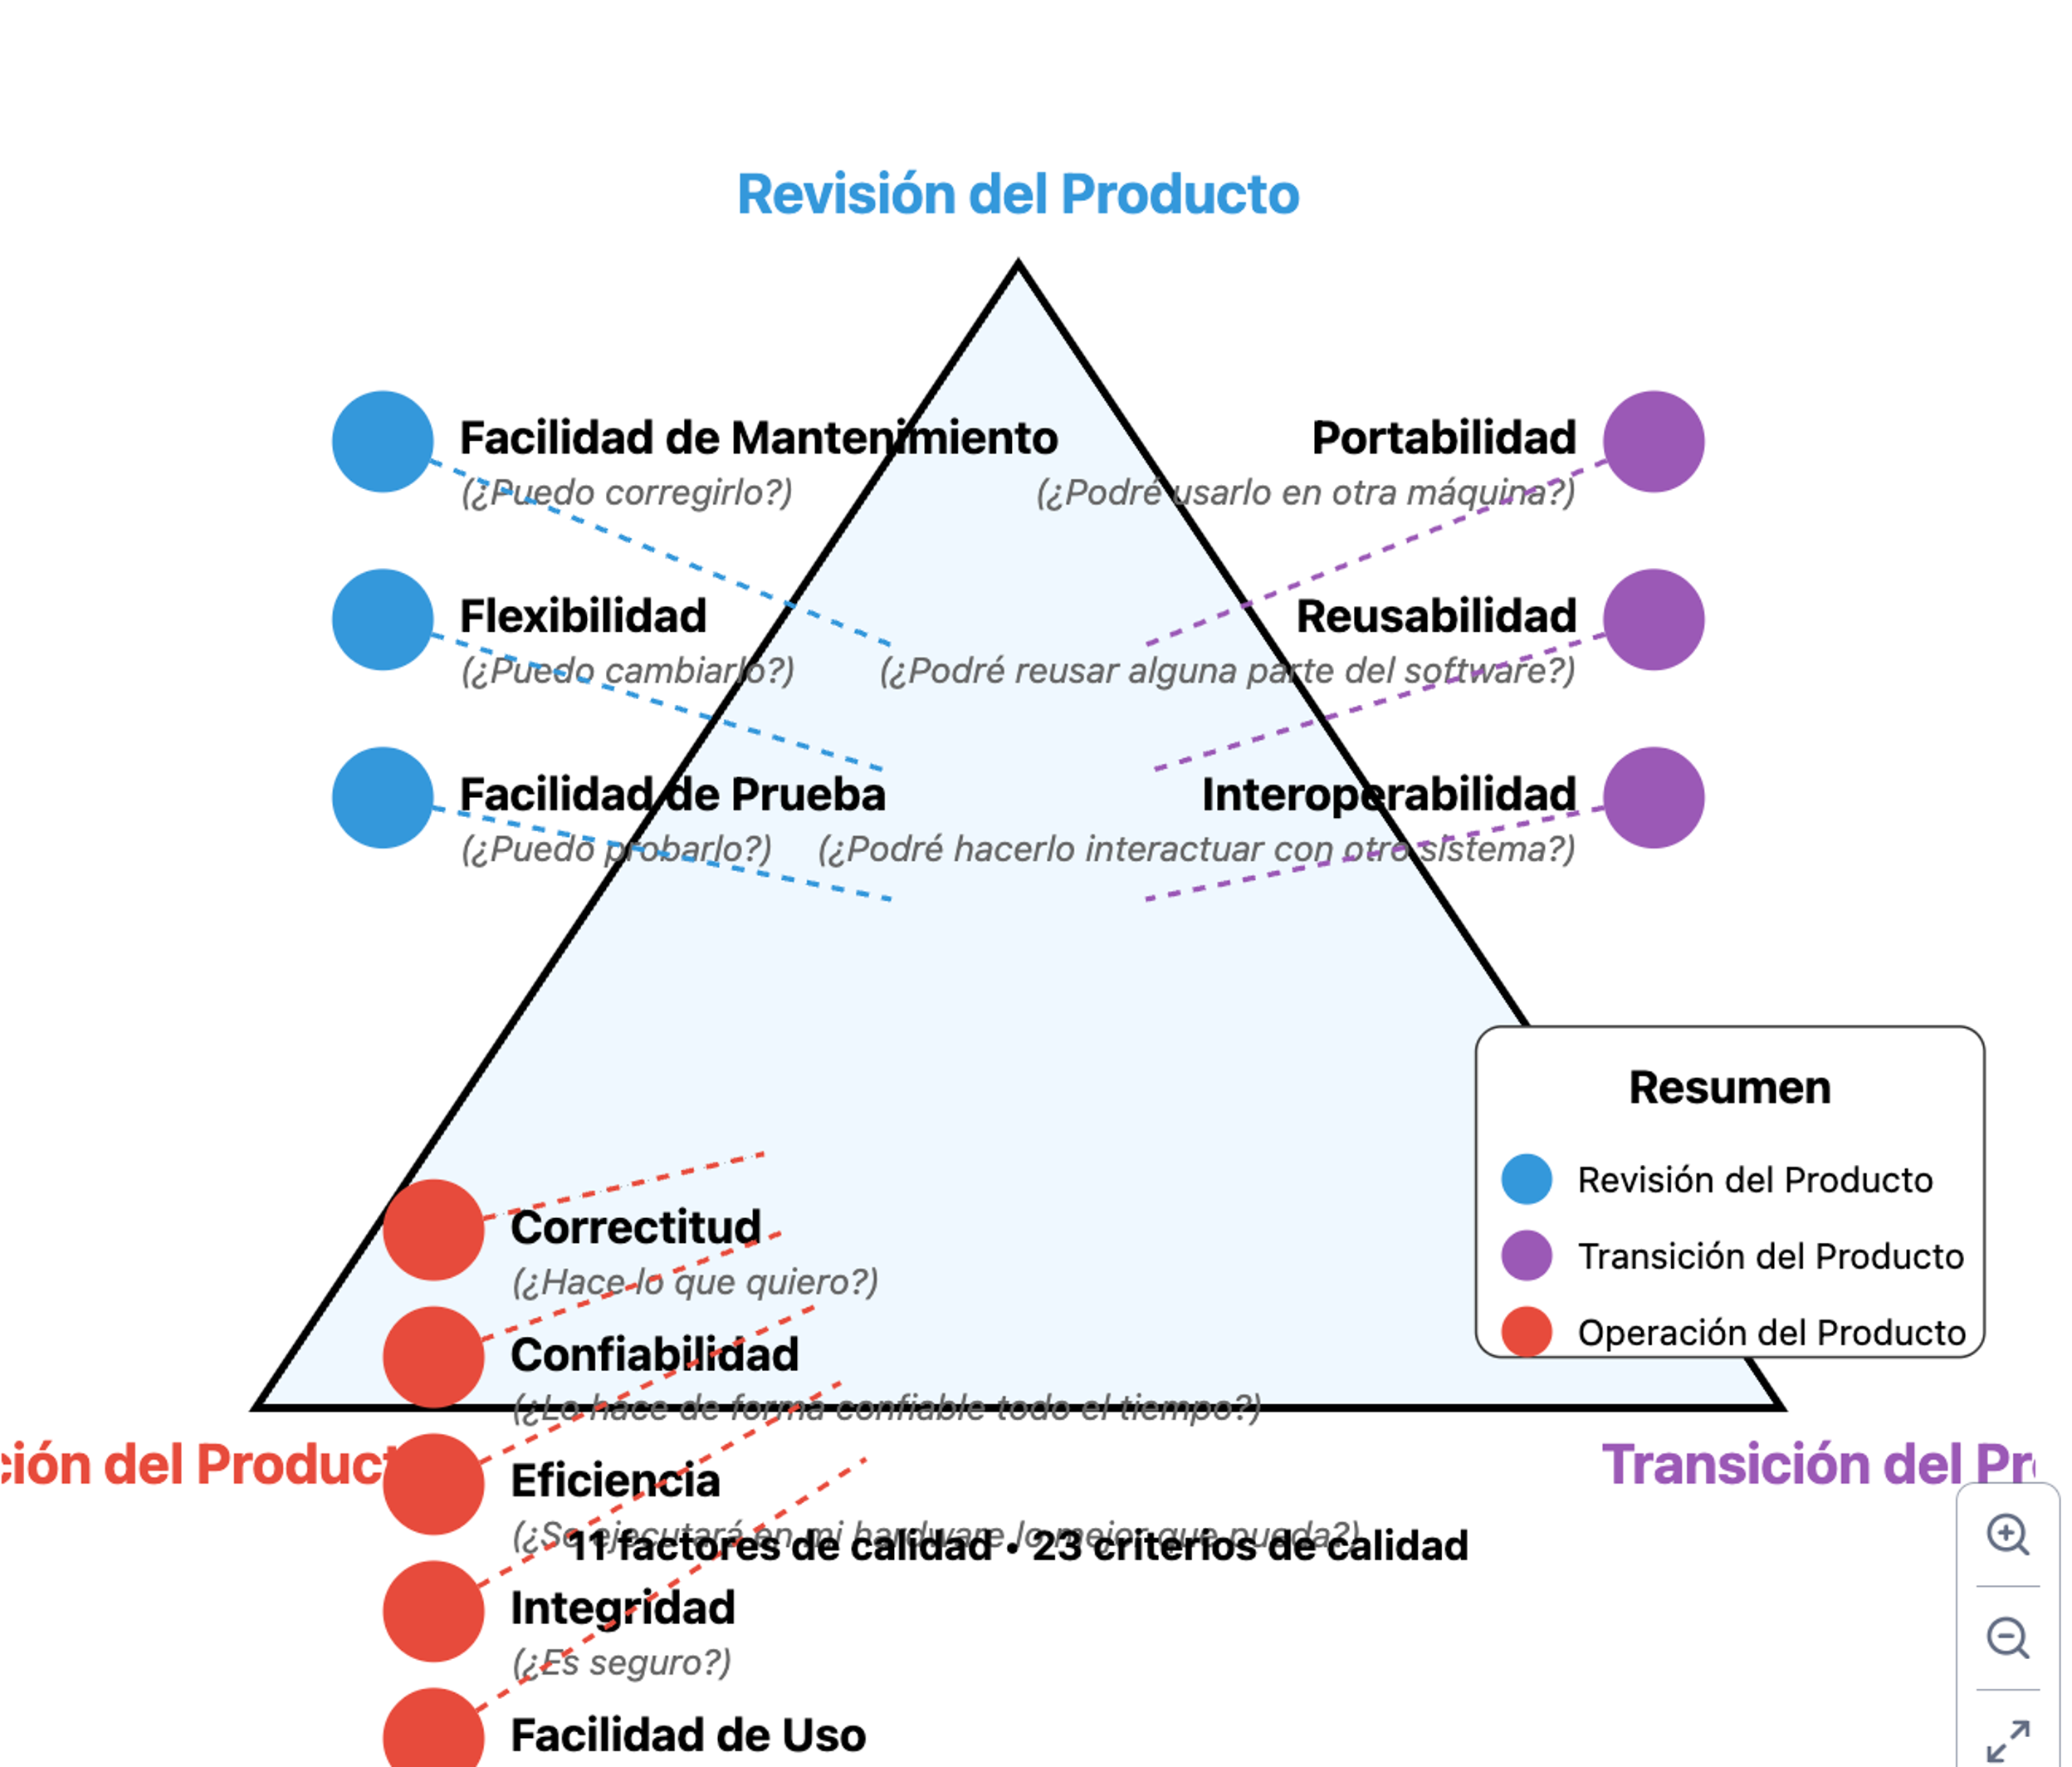 Revisión del Producto
Facilidad de Mantenimiento
(¿Puedo corregirlo?)
Portabilidad
(¿Podré usarlo en otra máquina?)
Flexibilidad
(¿Puedo cambiarlo?)
Reusabilidad
(¿Podré reusar alguna parte del software?)
Facilidad de Prueba
(¿Puedo probarlo?)
Interoperabilidad
(¿Podré hacerlo interactuar con otro sistema?)
Resumen
Revisión del Producto
Transición del Producto
Operación del Producto
Correctitud
(¿Hace lo que quiero?)
Confiabilidad
(¿Lo hace de forma confiable todo el tiempo?)
ción del Product
Transición del Pr
Eficiencia
(¿Se ejecutará en mi hardware lo mejor que pueda?)
11 factores de calidad • 23 criterios de calidad
Integridad
(¿Es seguro?)
Facilidad de Uso